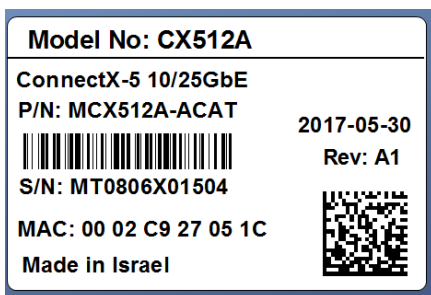 Model No: CX512A
ConnectX-5 10/25GbE
P/N: MCX512A-ACAT
2017-05-30
Rev: A1
S/N: MT0806X01504
MAC: 00 02 C9 27 05 1C
Made in Israel